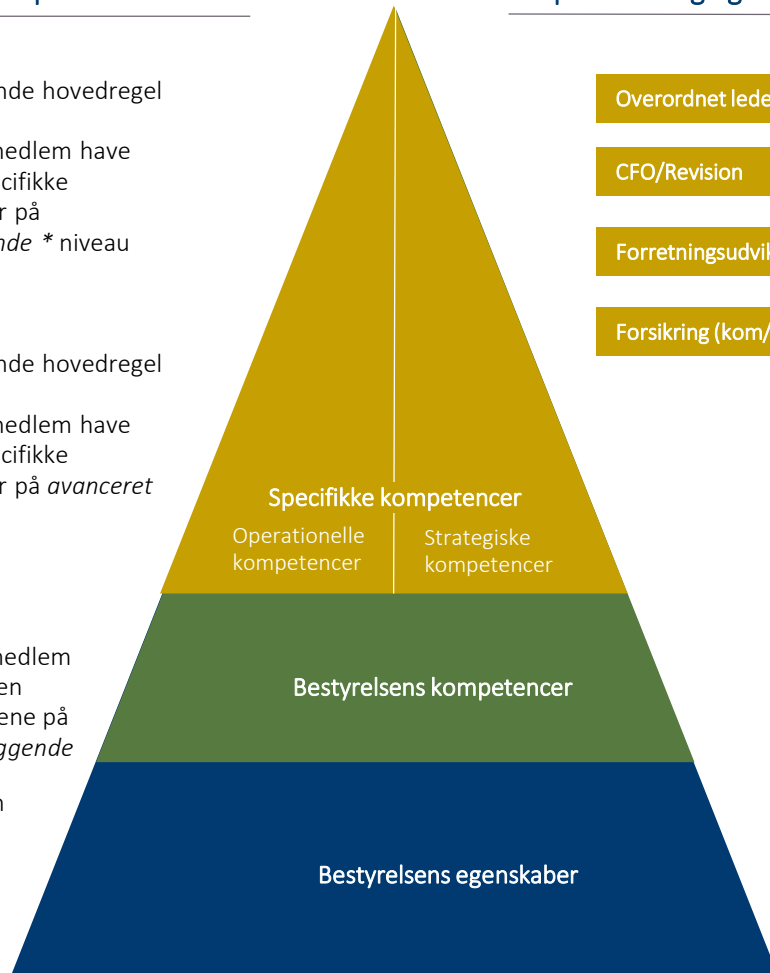 nde hovedregel
medlem have
cifikke
r på
nde * niveau
nde hovedregel
medlem have
cifikke
r på avanceret
medlem
en
ene på
ggende
Specifikke kompetencer
Operationelle
kompetencer
Strategiske
kompetencer
Bestyrelsens kompetencer
Bestyrelsens egenskaber
Overordnet lede
CFO/Revision
Forretningsudvik
Forsikring (kom/